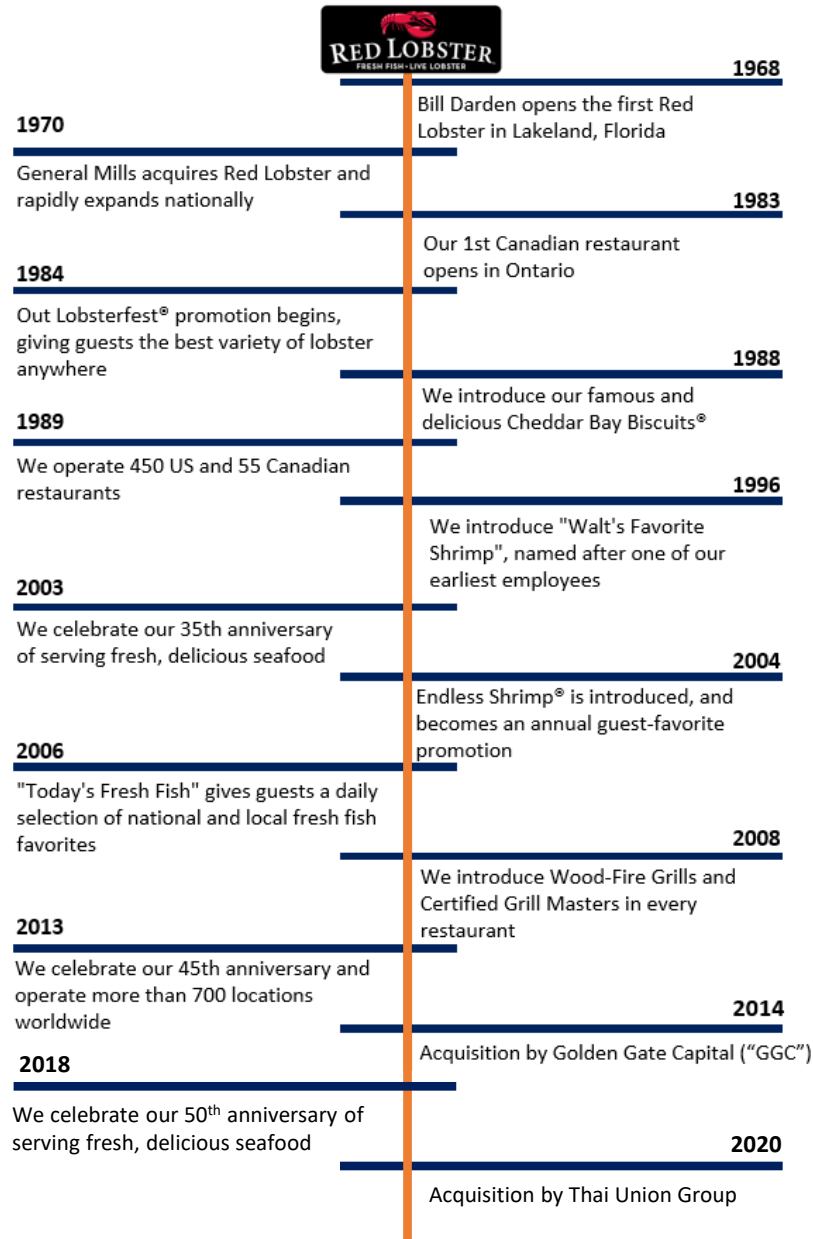 RED LOBSTER
FRESH FISH • LIVE LOBSTER
1968
Bill Darden opens the first Red
Lobster in Lakeland, Florida
1970
General Mills acquires Red Lobster and
rapidly expands nationally
1983
Our 1st Canadian restaurant
opens in Ontario
1984
Out Lobsterfest® promotion begins,
giving guests the best variety of lobster
anywhere
1988
We introduce our famous and
delicious Cheddar Bay Biscuits®
1989
We operate 450 US and 55 Canadian
restaurants
1996
We introduce "Walt's Favorite
Shrimp", named after one of our
earliest employees
2003
We celebrate our 35th anniversary
of serving fresh, delicious seafood
2004
Endless Shrimp® is introduced, and
becomes an annual guest-favorite
promotion
2006
"Today's Fresh Fish" gives guests a daily
selection of national and local fresh fish
favorites
2008
We introduce Wood-Fire Grills and
Certified Grill Masters in every
restaurant
2013
We celebrate our 45th anniversary and
operate more than 700 locations
worldwide
2014
Acquisition by Golden Gate Capital (“GGC”)
2018
We celebrate our 50th anniversary of
serving fresh, delicious seafood
2020
Acquisition by Thai Union Group